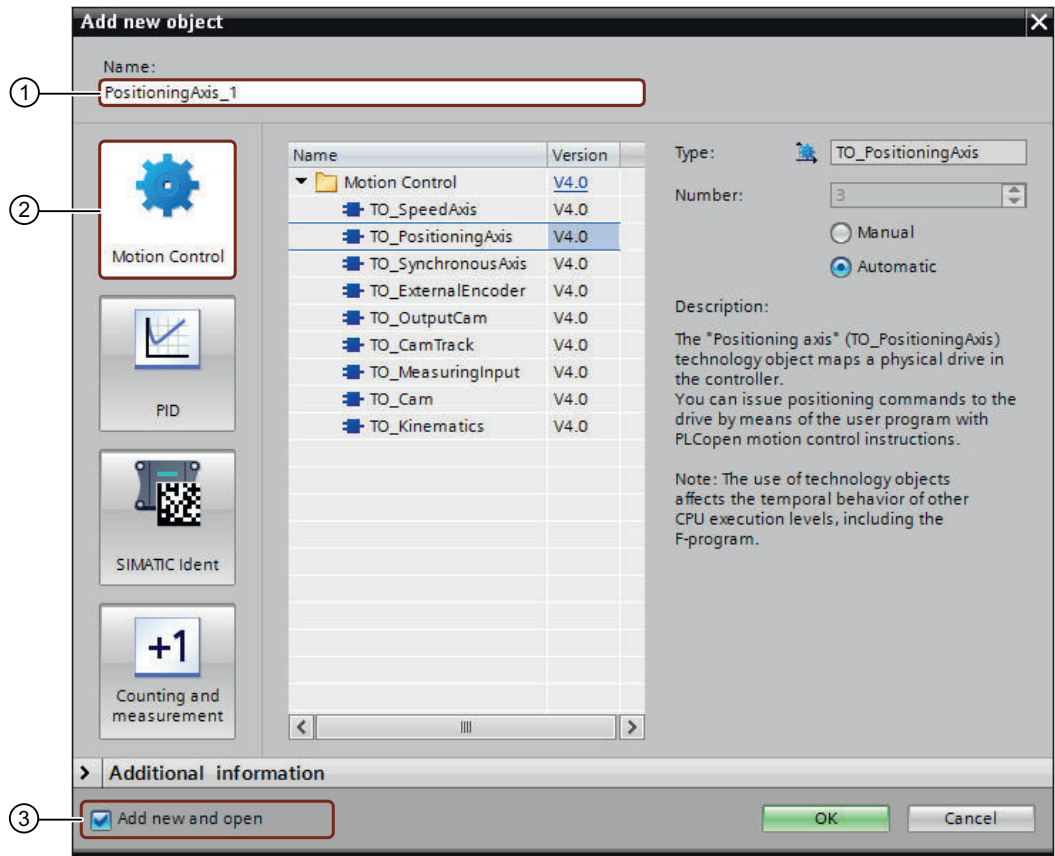 Add new object
Name:
1
PositioningAxis_1
2
Motion Control
PID
SIMATIC Ident
+1
Counting and
measurement
Name Version
Motion Control V4.0
TO_SpeedAxis V4.0
TO_PositioningAxis V4.0
TO_SynchronousAxis V4.0
TO_ExternalEncoder V4.0
TO_OutputCam V4.0
TO_CamTrack V4.0
TO_MeasuringInput V4.0
TO_Cam V4.0
TO_Kinematics V4.0
Type: TO_PositioningAxis
Number: 3
Manual
Automatic
Description:
The "Positioning axis" (TO_PositioningAxis)
technology object maps a physical drive in
the controller.
You can issue positioning commands to the
drive by means of the user program with
PLCopen motion control instructions.
Note: The use of technology objects
affects the temporal behavior of other
CPU execution levels, including the
F-program.
Additional information
3
Add new and open
OK Cancel